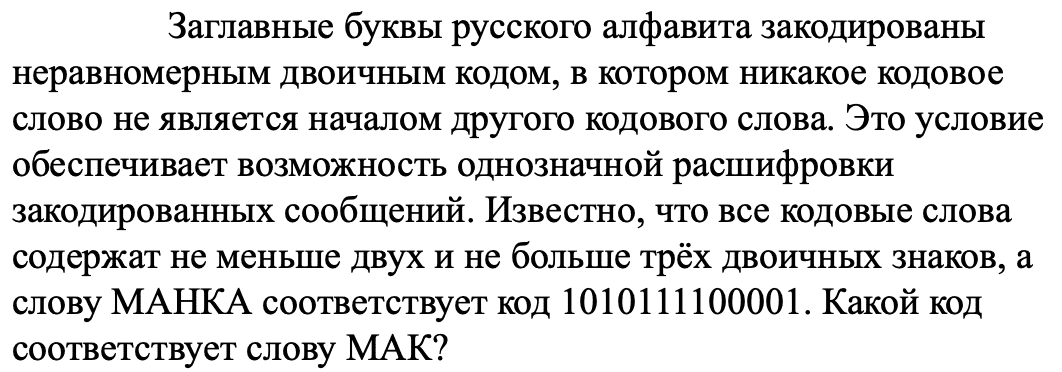 Заглавные буквы русского алфавита закодированы
неравномерным двоичным кодом, в котором никакое кодовое
слово не является началом другого кодового слова. Это условие
обеспечивает возможность однозначной расшифровки
закодированных сообщений. Известно, что все кодовые слова
содержат не меньше двух и не больше трёх двоичных знаков, а
слову МАНКА соответствует код 1010111100001. Какой код
соответствует слову МАК?